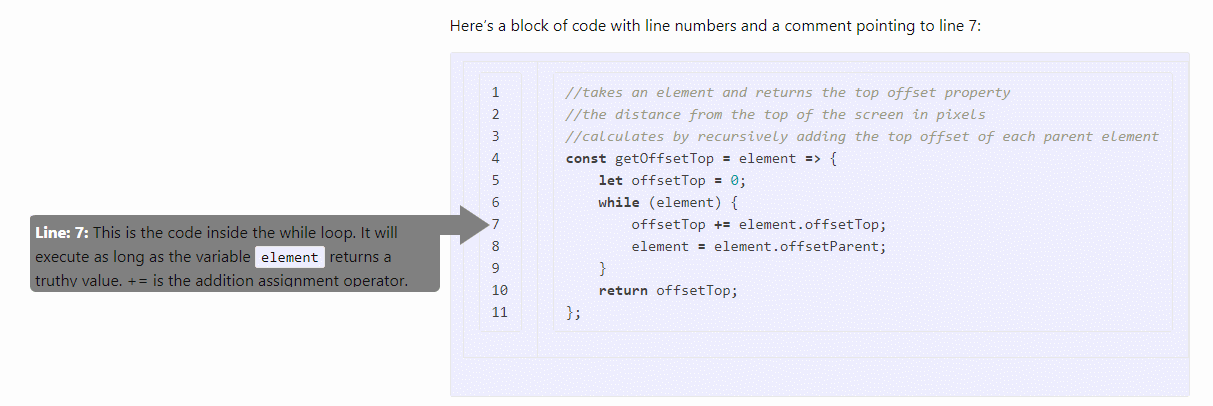 Here's a block of code with line numbers and a comment pointing to line 7:
1 //takes an element and returns the top offset property
2 //the distance from the top of the screen in pixels
3 //calculates by recursively adding the top offset of each parent element
4 const getOffsetTop = element => {
5     let offsetTop = 0;
6     while (element) {
7         offsetTop += element.offsetTop;
8         element = element.offsetParent;
9     }
10     return offsetTop;
11 };
Line: 7: This is the code inside the while loop. It will
execute as long as the variable element returns a
truthy value. += is the addition assignment operator.